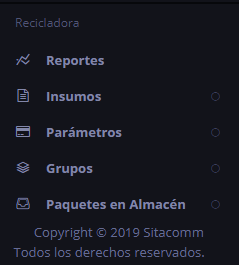 Recicladora
Reportes
Insumos
Parámetros
Grupos
Paquetes en Almacén
Copyright © 2019 Sitacomm
Todos los derechos reservados.